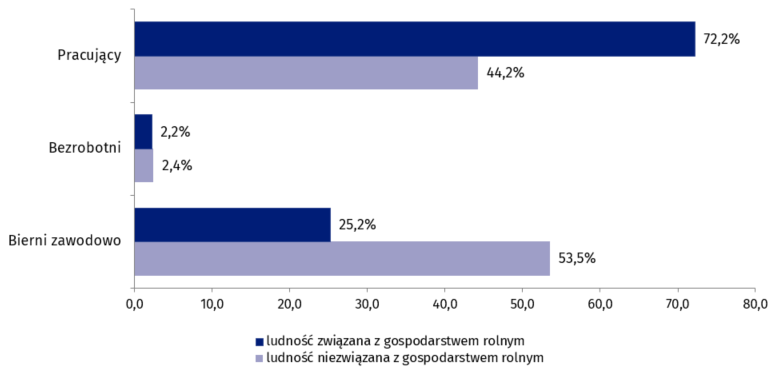 Pracujący
72,2%
44,2%
Bezrobotni
2,2%
2,4%
Bierni zawodowo
25,2%
53,5%
0,0 10,0 20,0 30,0 40,0 50,0 60,0 70,0 80,0
ludność związana z gospodarstwem rolnym
ludność niezwiązana z gospodarstwem rolnym